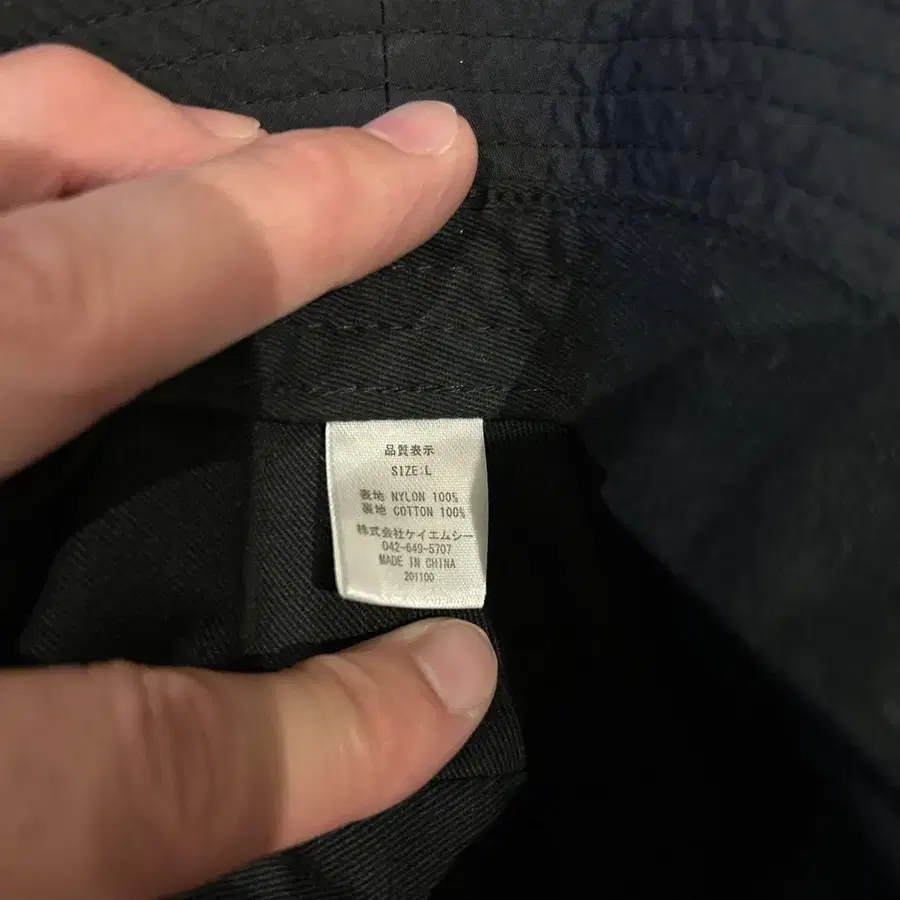 品質表示
SIZE:L
表地 NYLON 100%
裏地 COTTON 100%
株式会社ケイエムシー
042-649-5707
MADE IN CHINA
201100